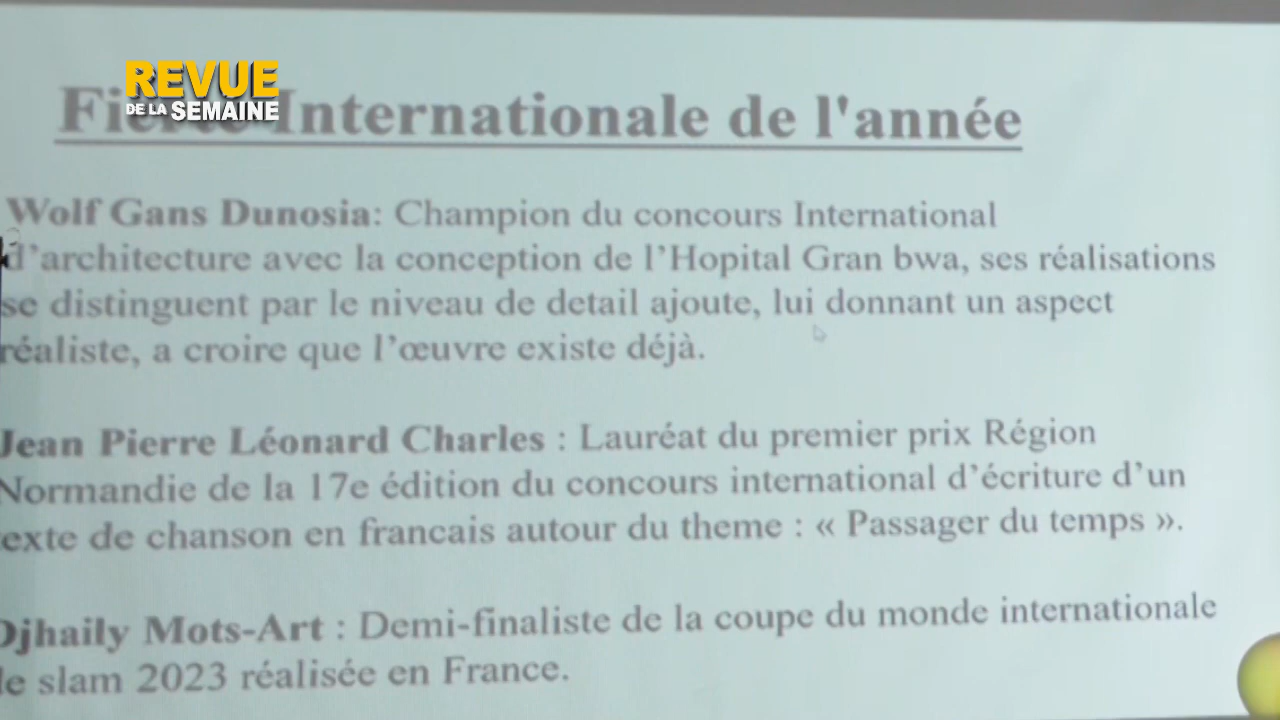 REVUE
DE LA SEMAINE
Internationale de l'année
Wolf Gans Dunosia: Champion du concours International
d'architecture avec la conception de l'Hopital Gran bwa, ses réalisations
se distinguent par le niveau de detail ajoute, lui donnant un aspect
réaliste, a croire que l'œuvre existe déjà.
Jean Pierre Léonard Charles : Lauréat du premier prix Région
Normandie de la 17e édition du concours international d'écriture d'un
exte de chanson en francais autour du theme : « Passager du temps ».
Djhaily Mots-Art : Demi-finaliste de la coupe du monde internationale
de slam 2023 réalisée en France.